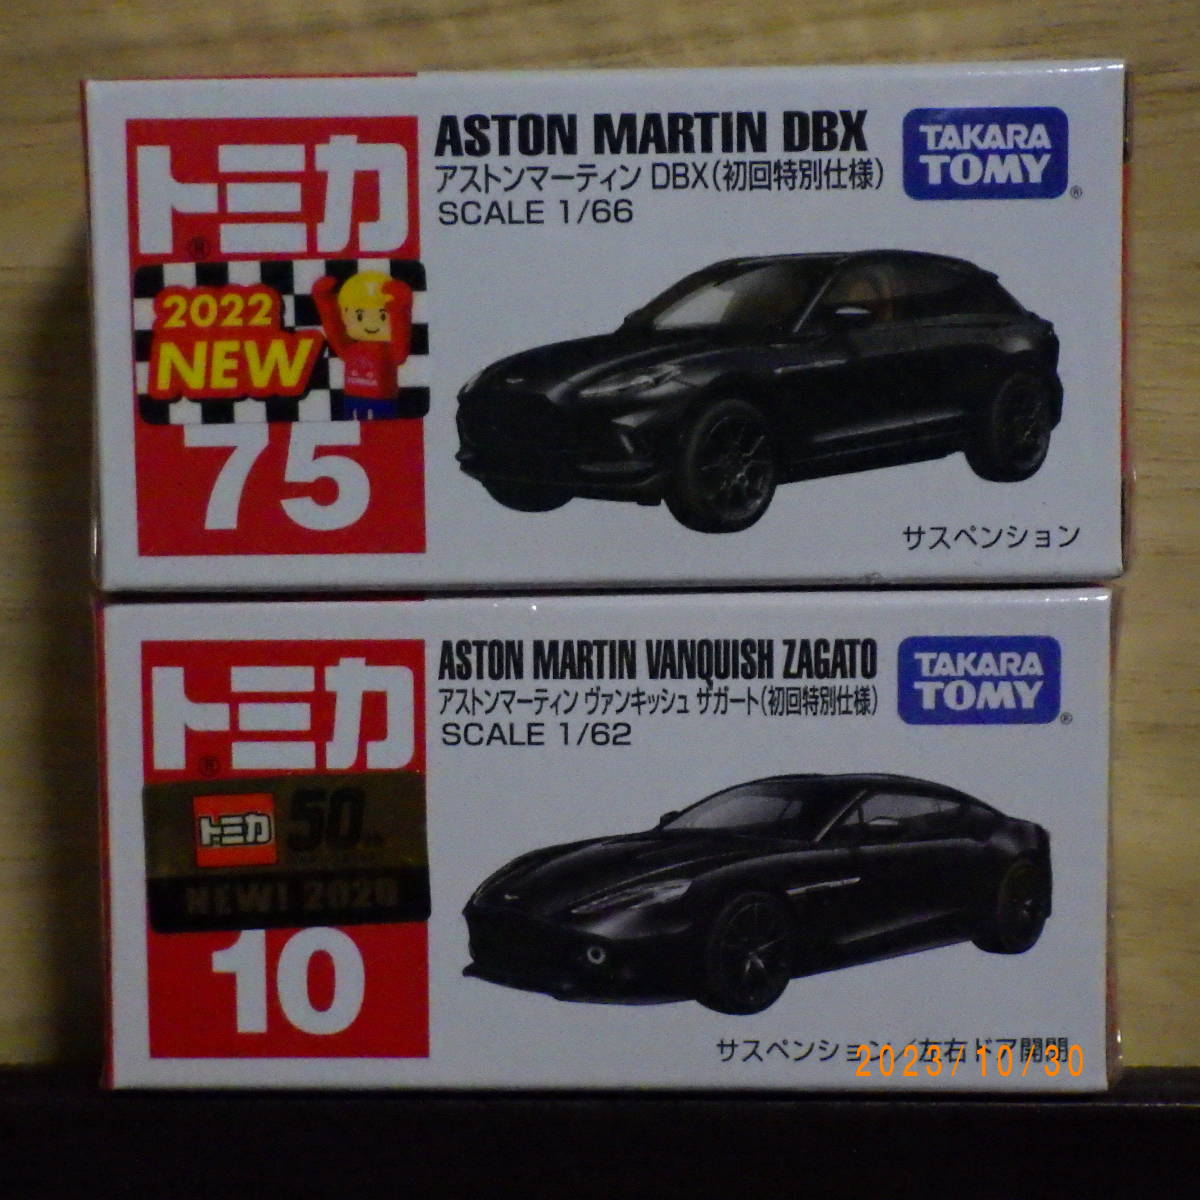 トミカ
®
2022
NEW
TOMICA
75
ASTON MARTIN DBX
アストンマーティン DBX(初回特別仕様)
SCALE 1/66
TAKARA
TOMY
®
サスペンション
トミカ
®
トミカ 50th
NEW! 2020
10
ASTON MARTIN VANQUISH ZAGATO
アストンマーティン ヴァンキッシュ ザガート(初回特別仕様)
SCALE 1/62
TAKARA
TOMY
®
サスペンション/左右ドア開閉
2023/10/30